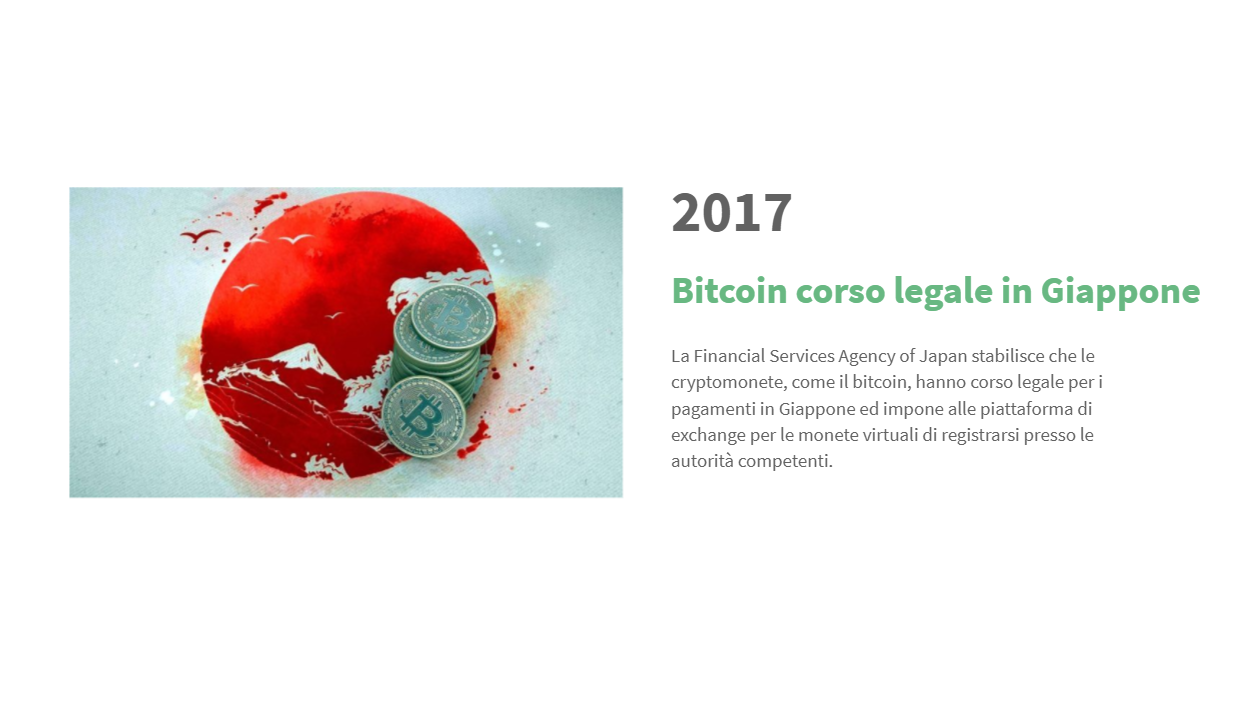 2017
Bitcoin corso legale in Giappone
La Financial Services Agency of Japan stabilisce che le
cryptomonete, come il bitcoin, hanno corso legale per i
pagamenti in Giappone ed impone alle piattaforma di
exchange per le monete virtuali di registrarsi presso le
autorità competenti.